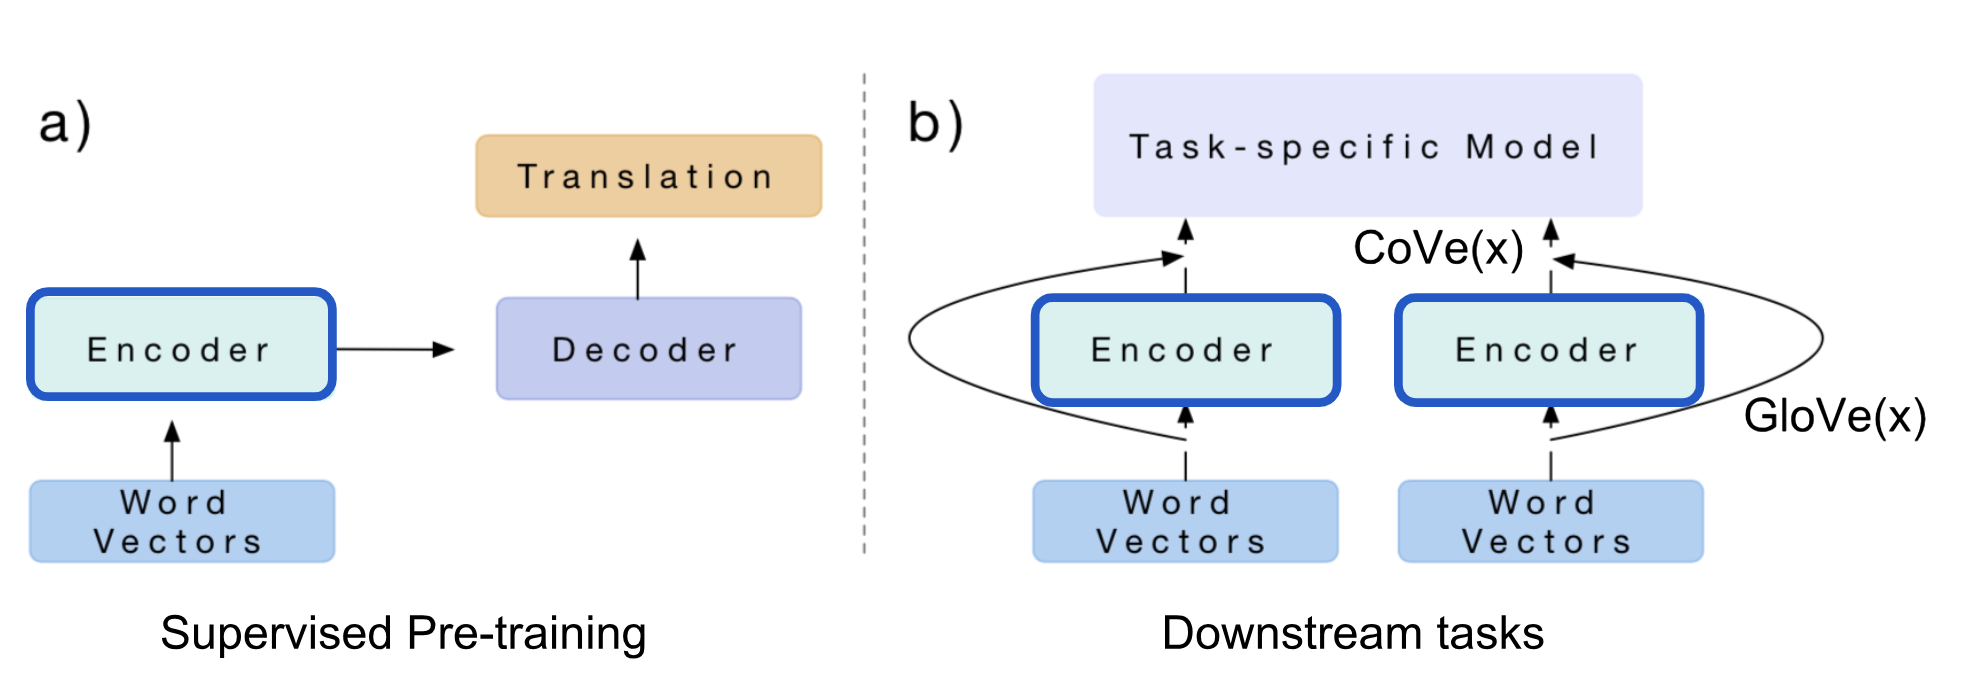 a)
Translation
Encoder
Decoder
Word
Vectors
Supervised Pre-training
b)
Task-specific Model
CoVe(x)
Encoder
Encoder
GloVe(x)
Word
Vectors
Word
Vectors
Downstream tasks